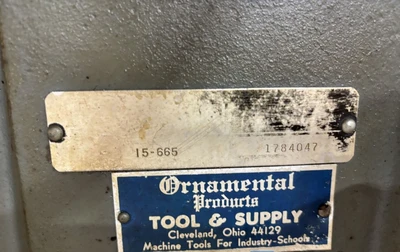 15-665 1784047
Ornamental
Products
TOOL & SUPPLY
Cleveland, Ohio 44129
Machine Tools For Industry-Schools